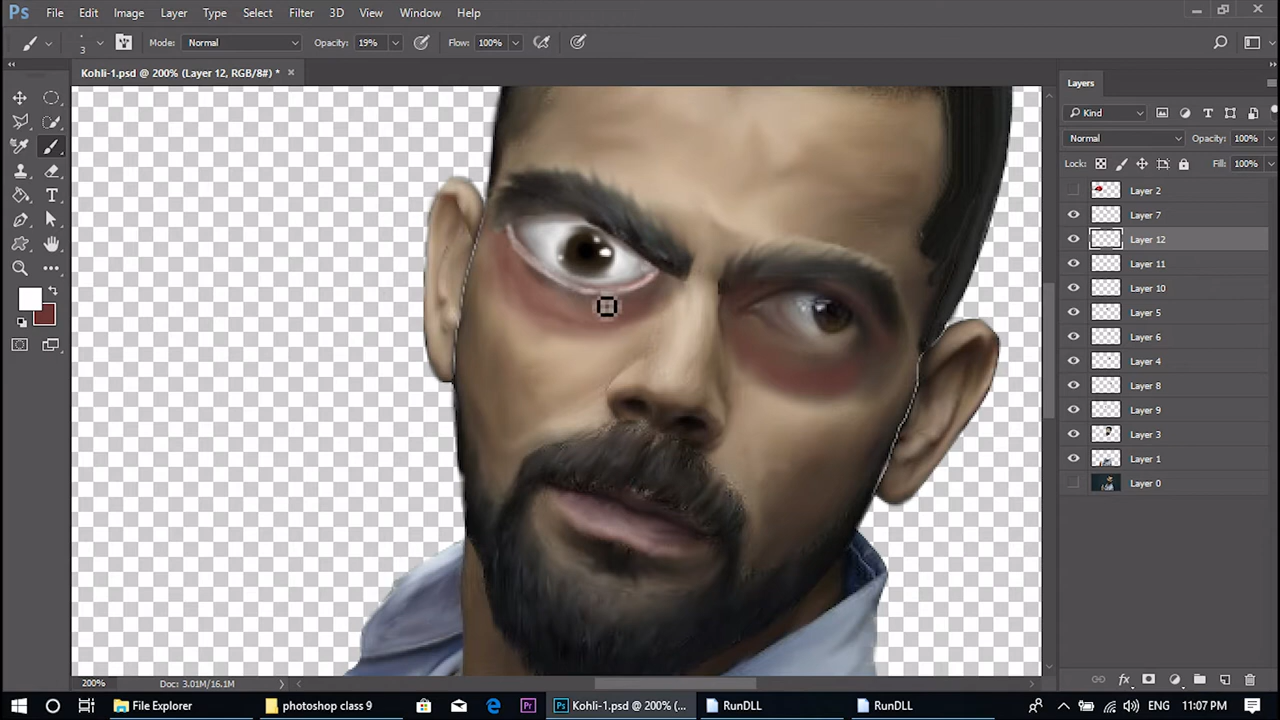 Ps File Edit Image Layer Type Select Filter 3D View Window Help
3 Mode: Normal Opacity: 19% Flow: 100%
Kohli-1.psd @ 200% (Layer 12, RGB/8#) * ×
Layers
Kind
Normal Opacity: 100%
Lock: Fill: 100%
Layer 2
Layer 7
Layer 12
Layer 11
Layer 10
Layer 5
Layer 6
Layer 4
Layer 8
Layer 9
Layer 3
Layer 1
Layer 0
200% Doc: 3.01M/16.1M
File Explorer photoshop class 9 Pr Ps Kohli-1.psd @ 200% (... RunDLL RunDLL 11:07 PM